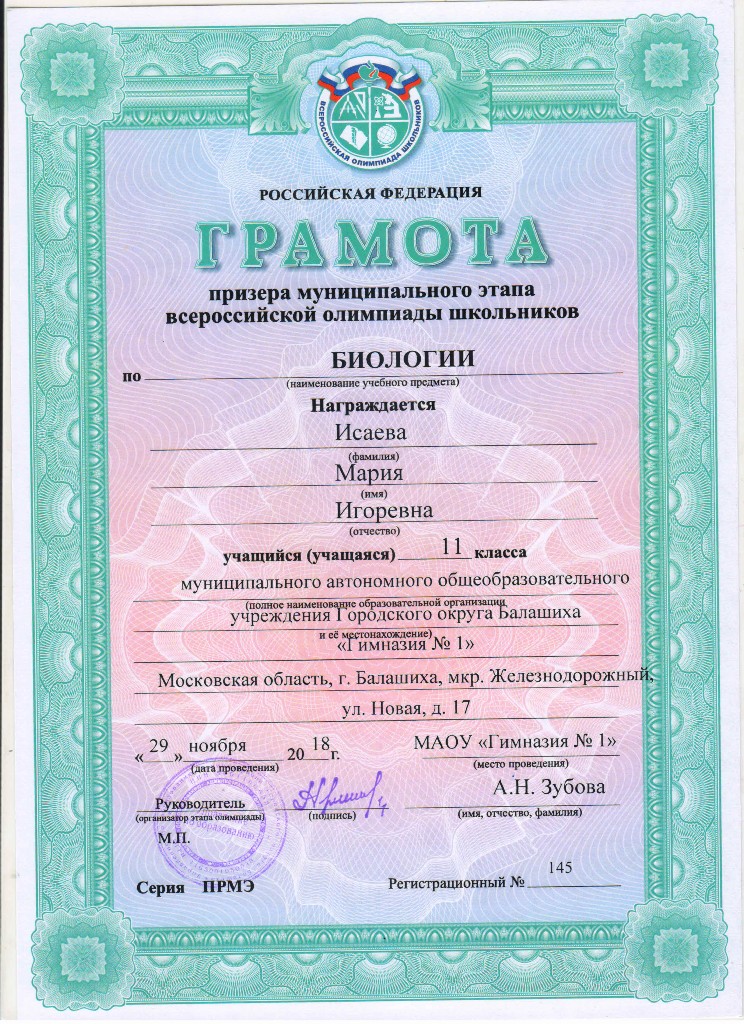 ВСЕРОССИЙСКАЯ ОЛИМПИАДА ШКОЛЬНИКОВ
РОССИЙСКАЯ ФЕДЕРАЦИЯ
ГРАМОТА
призера муниципального этапа
всероссийской олимпиады школьников
по БИОЛОГИИ
(наименование учебного предмета)
Награждается
Исаева
(фамилия)
Мария
(имя)
Игоревна
(отчество)
учащийся (учащаяся) 11 класса
муниципального автономного общеобразовательного
(полное наименование образовательной организации
учреждения Городского округа Балашиха
и её местонахождение)
«Гимназия № 1»
Московская область, г. Балашиха, мкр. Железнодорожный,
ул. Новая, д. 17
«29» ноября 2018 г. МАОУ «Гимназия № 1»
(дата проведения) (место проведения)
А.Н. Зубова
Руководитель
(организатор этапа олимпиады) (подпись) (имя, отчество, фамилия)
образованию
М.П.
Серия ПРМЭ Регистрационный № 145